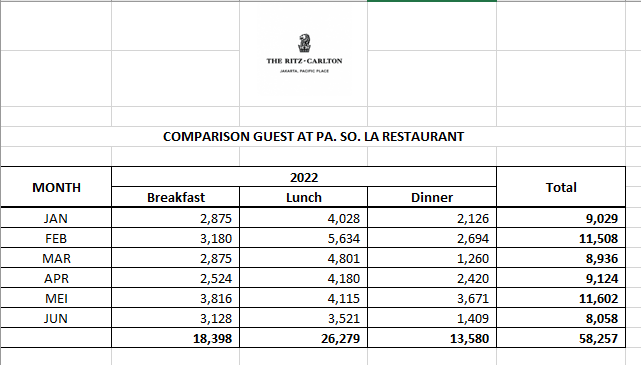 THE RITZ-CARLTON
JAKARTA, PACIFIC PLACE
COMPARISON GUEST AT PA. SO. LA RESTAURANT
MONTH 2022 Total
Breakfast Lunch Dinner
JAN 2,875 4,028 2,126 9,029
FEB 3,180 5,634 2,694 11,508
MAR 2,875 4,801 1,260 8,936
APR 2,524 4,180 2,420 9,124
MEI 3,816 4,115 3,671 11,602
JUN 3,128 3,521 1,409 8,058
18,398 26,279 13,580 58,257